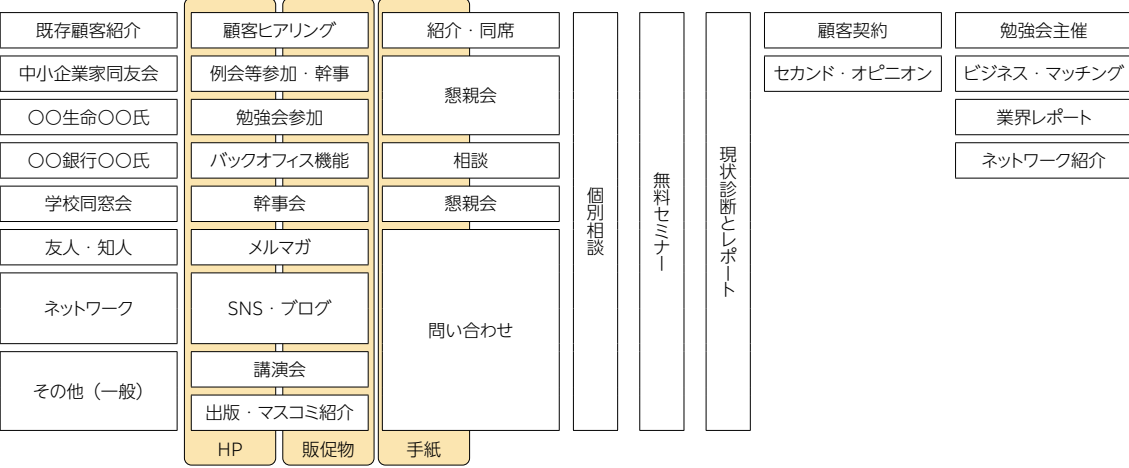 既存顧客紹介
中小企業家同友会
〇〇生命〇〇氏
〇〇銀行〇〇氏
学校同窓会
友人・知人
ネットワーク
その他（一般）
顧客ヒアリング
例会等参加・幹事
勉強会参加
バックオフィス機能
幹事会
メルマガ
SNS・ブログ
講演会
出版・マスコミ紹介
HP
販促物
紹介・同席
懇親会
相談
懇親会
問い合わせ
手紙
個別相談
無料セミナー
現状診断とレポート
顧客契約
セカンド・オピニオン
勉強会主催
ビジネス・マッチング
業界レポート
ネットワーク紹介